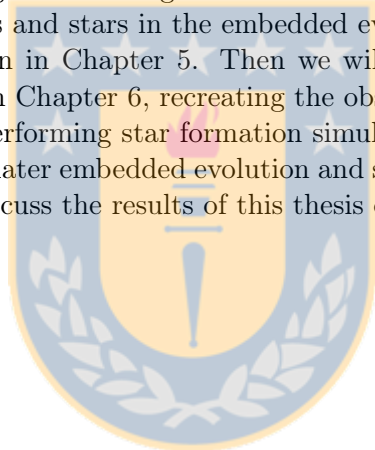 s and stars in the embedded ev
n in Chapter 5. Then we wil
n Chapter 6, recreating the ob
erforming star formation simul
later embedded evolution and s
cuss the results of this thesis